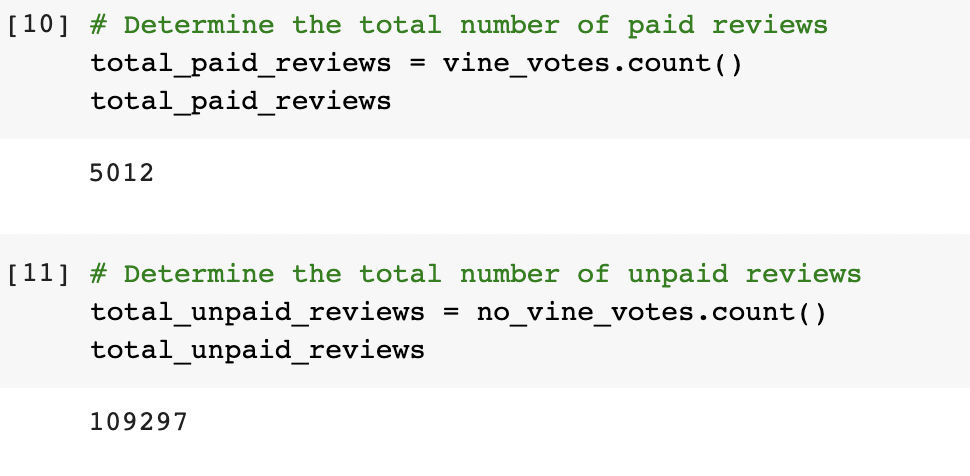 [10] # Determine the total number of paid reviews
total_paid_reviews = vine_votes.count()
total_paid_reviews
5012
[11] # Determine the total number of unpaid reviews
total_unpaid_reviews = no_vine_votes.count()
total_unpaid_reviews
109297